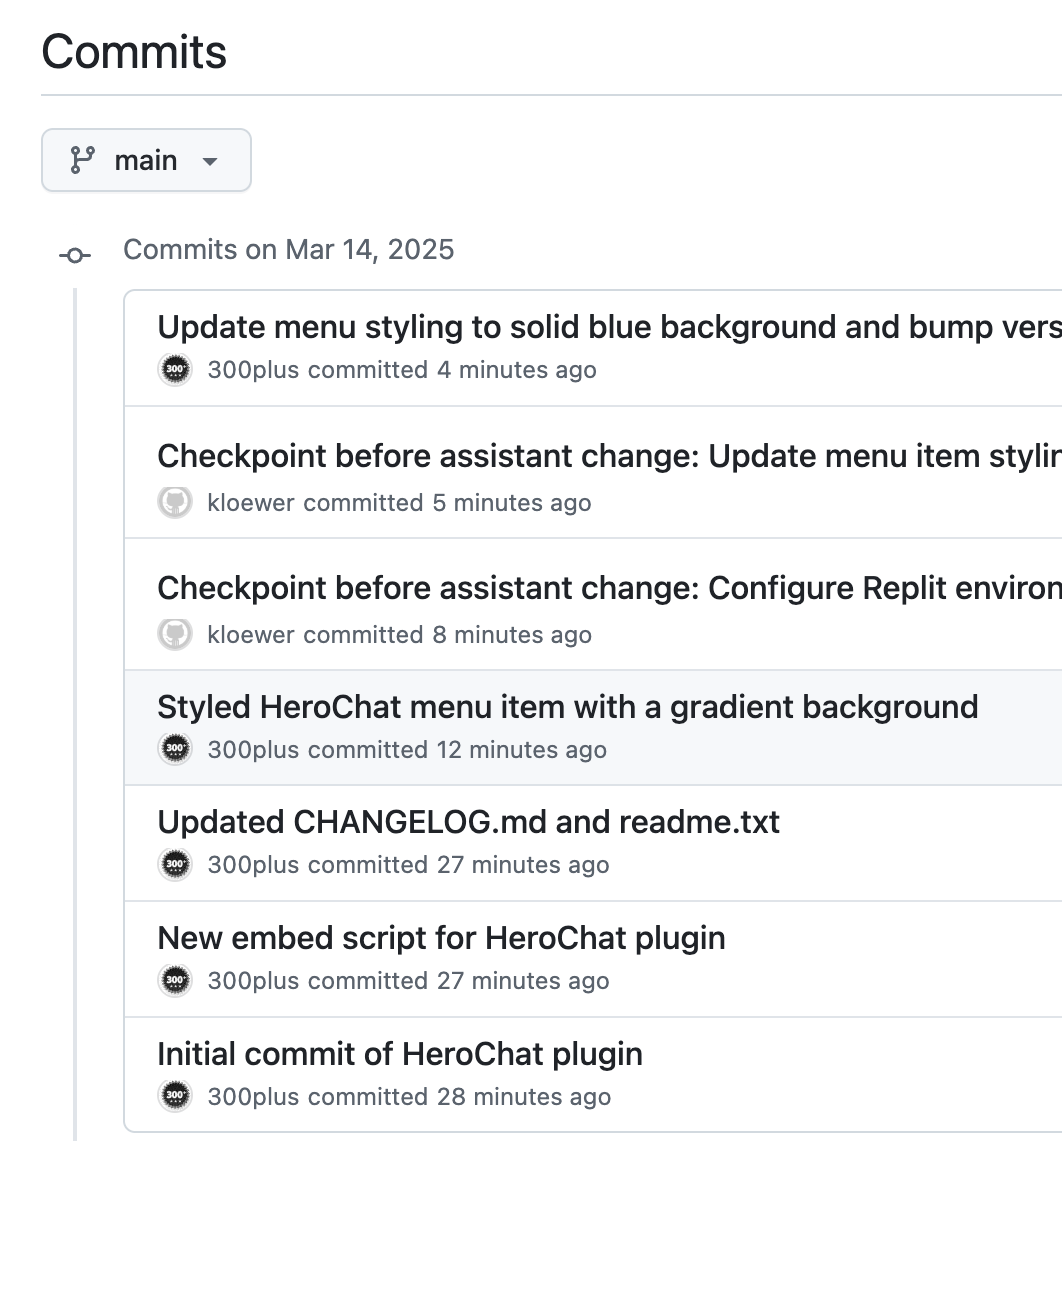 Commits
main
Commits on Mar 14, 2025
Update menu styling to solid blue background and bump vers
300plus committed 4 minutes ago
Checkpoint before assistant change: Update menu item stylin
kloewer committed 5 minutes ago
Checkpoint before assistant change: Configure Replit environ
kloewer committed 8 minutes ago
Styled HeroChat menu item with a gradient background
300plus committed 12 minutes ago
Updated CHANGELOG.md and readme.txt
300plus committed 27 minutes ago
New embed script for HeroChat plugin
300plus committed 27 minutes ago
Initial commit of HeroChat plugin
300plus committed 28 minutes ago